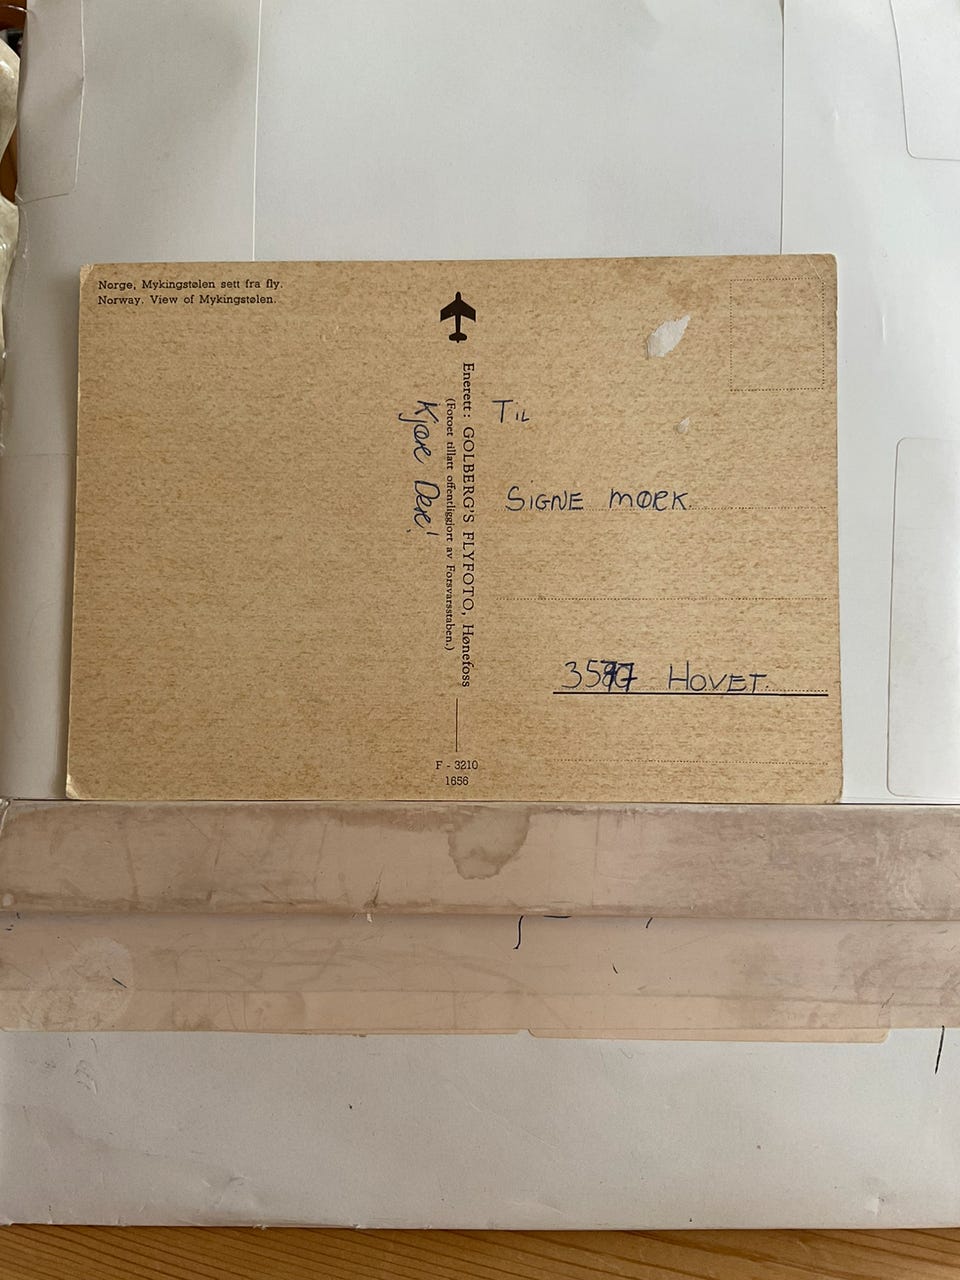 Norge, Mykingstølen sett fra fly.
Norway. View of Mykingstølen.
Enerett: GOLBERG'S FLYFOTO, Hønefoss
(Fotoet tillatt offentliggjort av Forsvarsstaben.)
Kjære Dere!
F - 3210
1656
TIL
SIGNE MØRK.
HOVET.